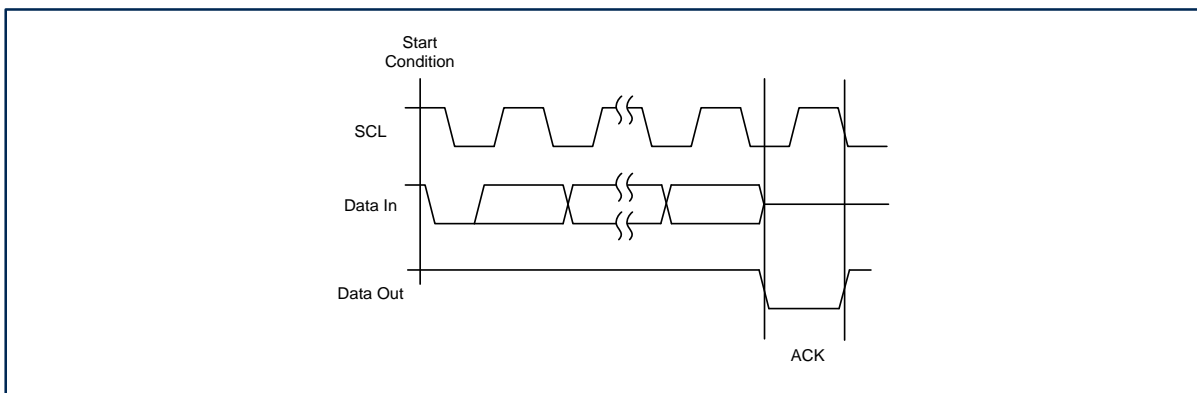 Start
Condition
SCL
Data In
Data Out
ACK